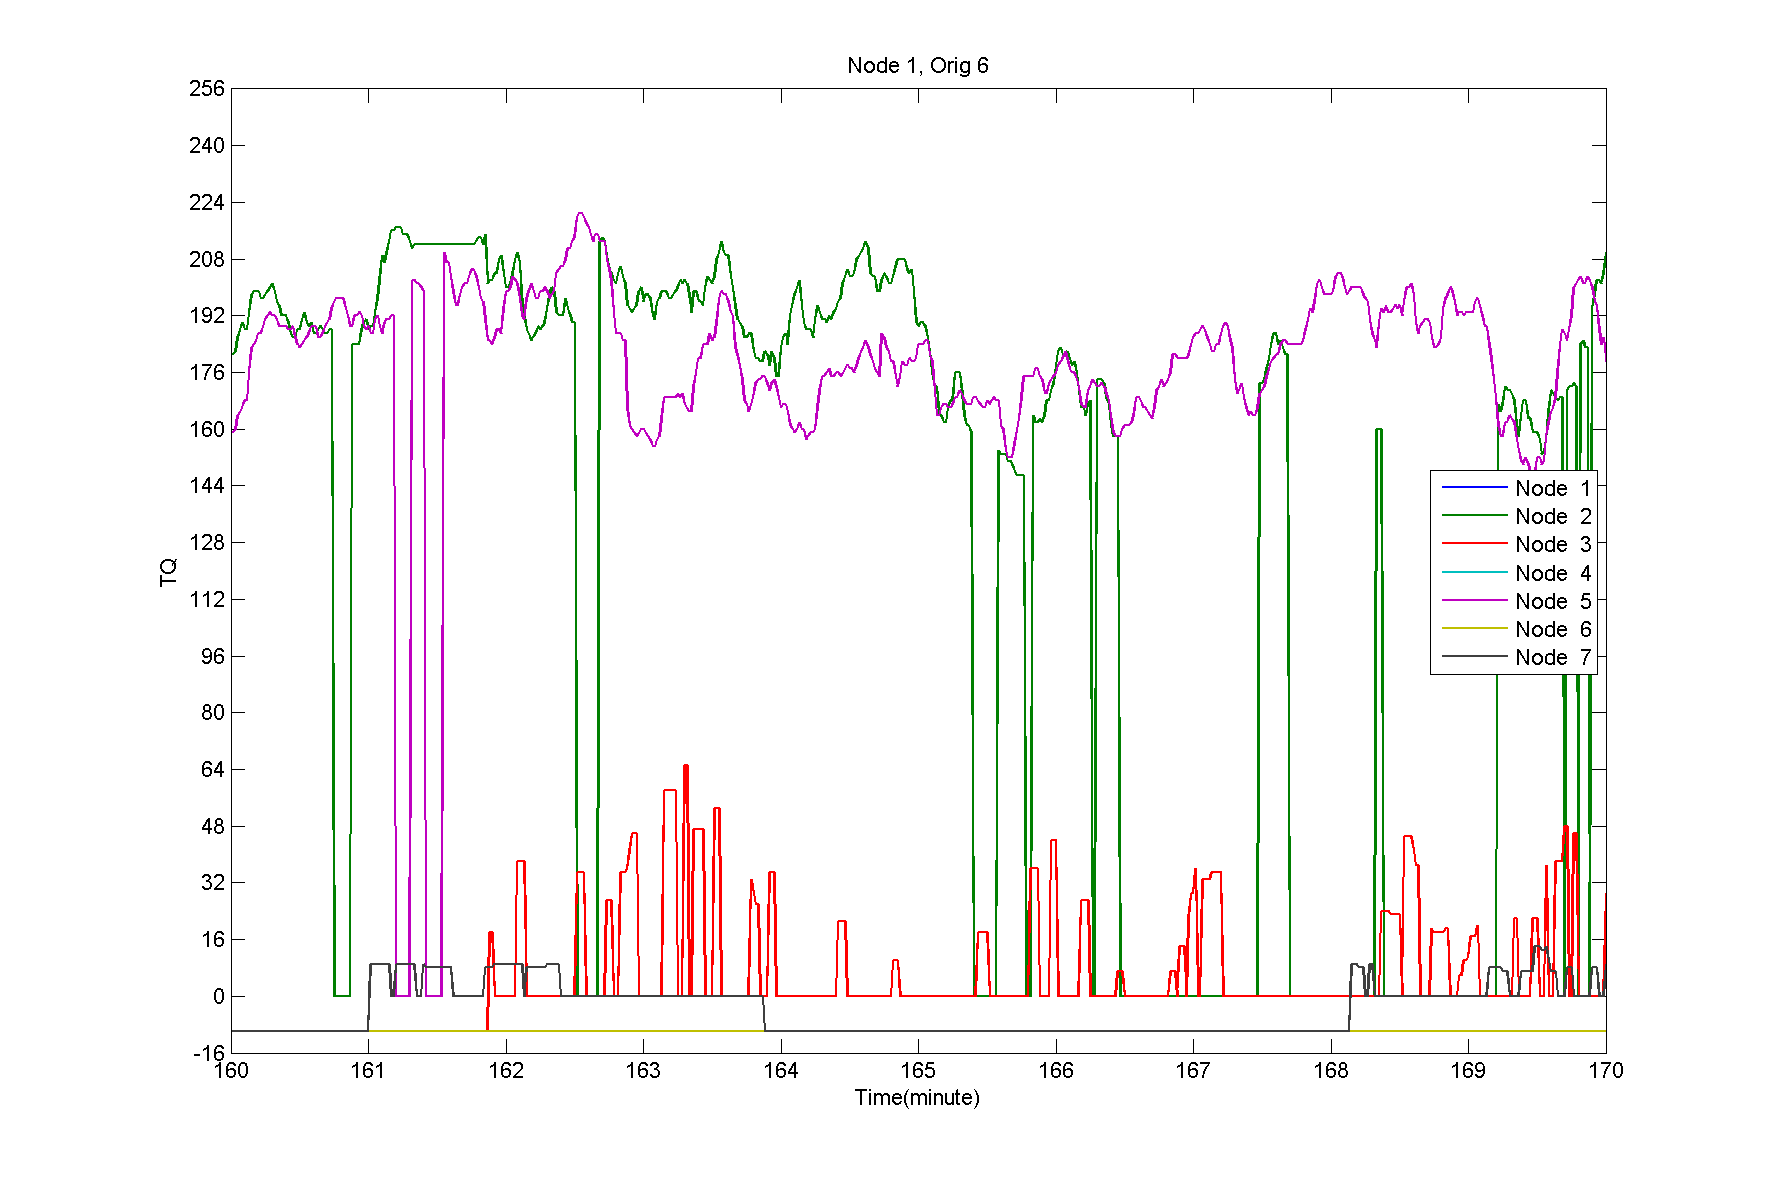 Node 1, Orig 6
256
240
224
208
192
176
160
144
128
112
96
80
64
48
32
16
0
-16
TQ
Node 1
Node 2
Node 3
Node 4
Node 5
Node 6
Node 7
160 161 162 163 164 165 166 167 168 169 170
Time(minute)